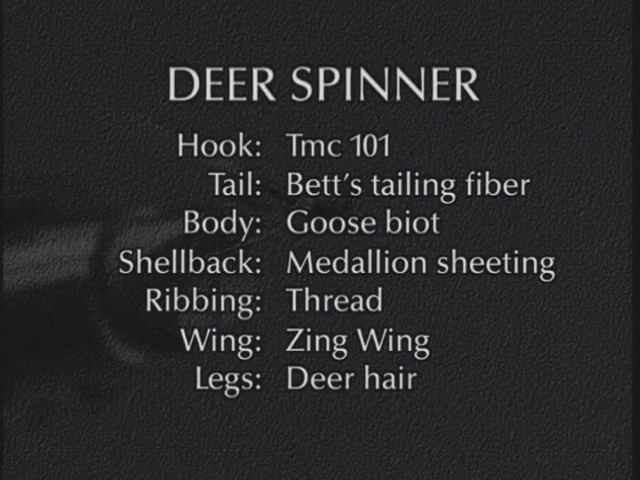 DEER SPINNER
Hook: Tmc 101
Tail: Bett's tailing fiber
Body: Goose biot
Shellback: Medallion sheeting
Ribbing: Thread
Wing: Zing Wing
Legs: Deer hair